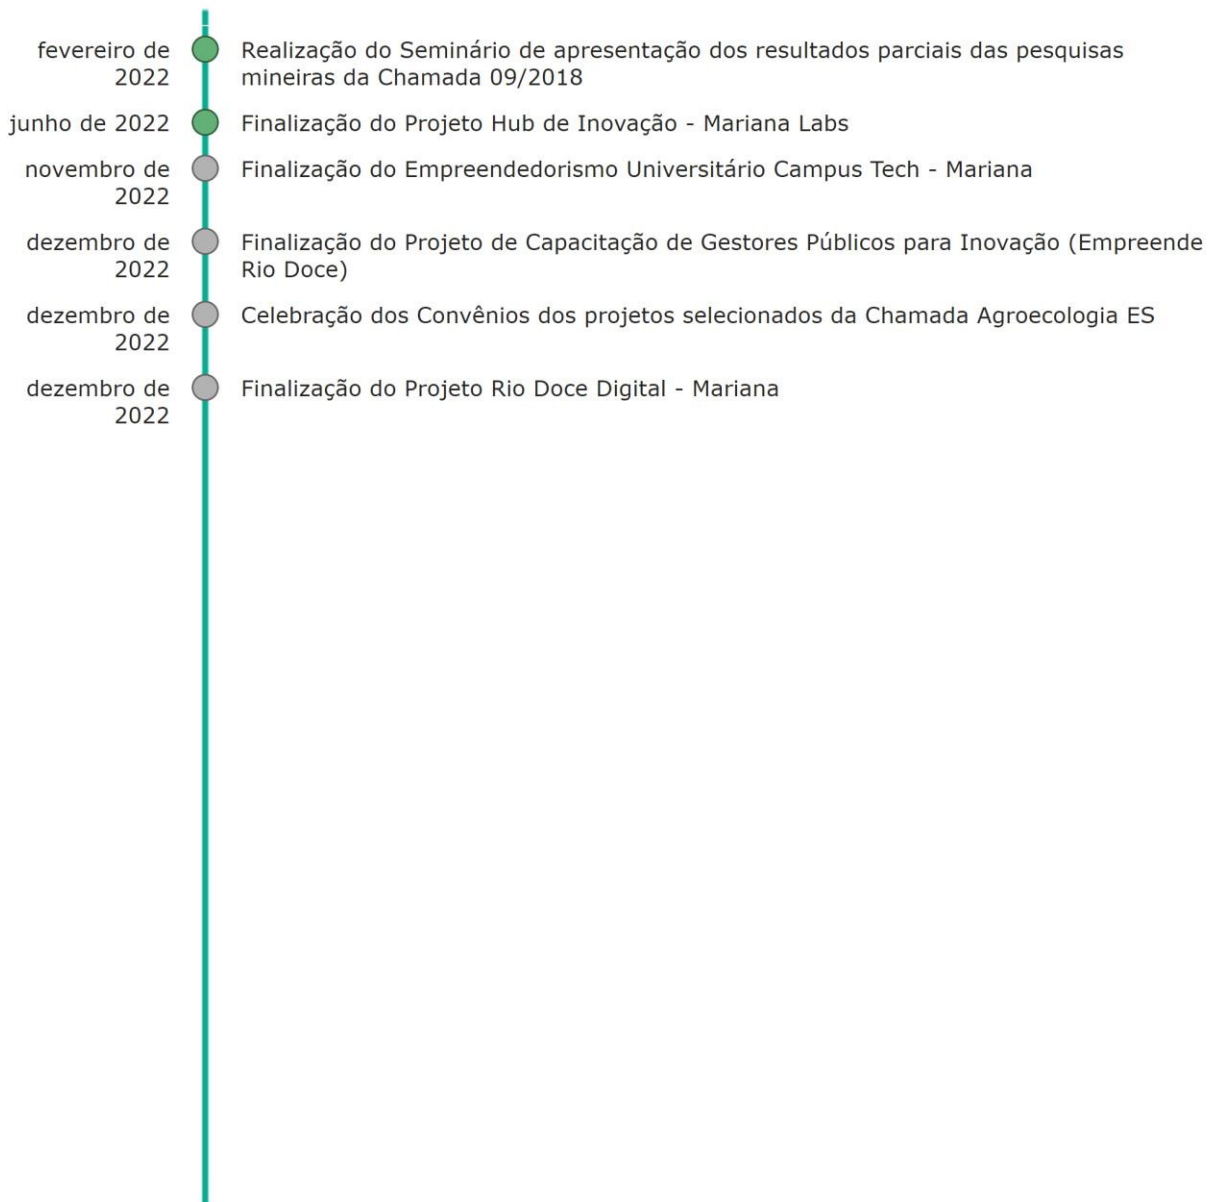 fevereiro de
2022
Realização do Seminário de apresentação dos resultados parciais das pesquisas
mineiras da Chamada 09/2018
junho de 2022
Finalização do Projeto Hub de Inovação - Mariana Labs
novembro de
2022
Finalização do Empreendedorismo Universitário Campus Tech - Mariana
dezembro de
2022
Finalização do Projeto de Capacitação de Gestores Públicos para Inovação (Empreende
Rio Doce)
dezembro de
2022
Celebração dos Convênios dos projetos selecionados da Chamada Agroecologia ES
dezembro de
2022
Finalização do Projeto Rio Doce Digital - Mariana